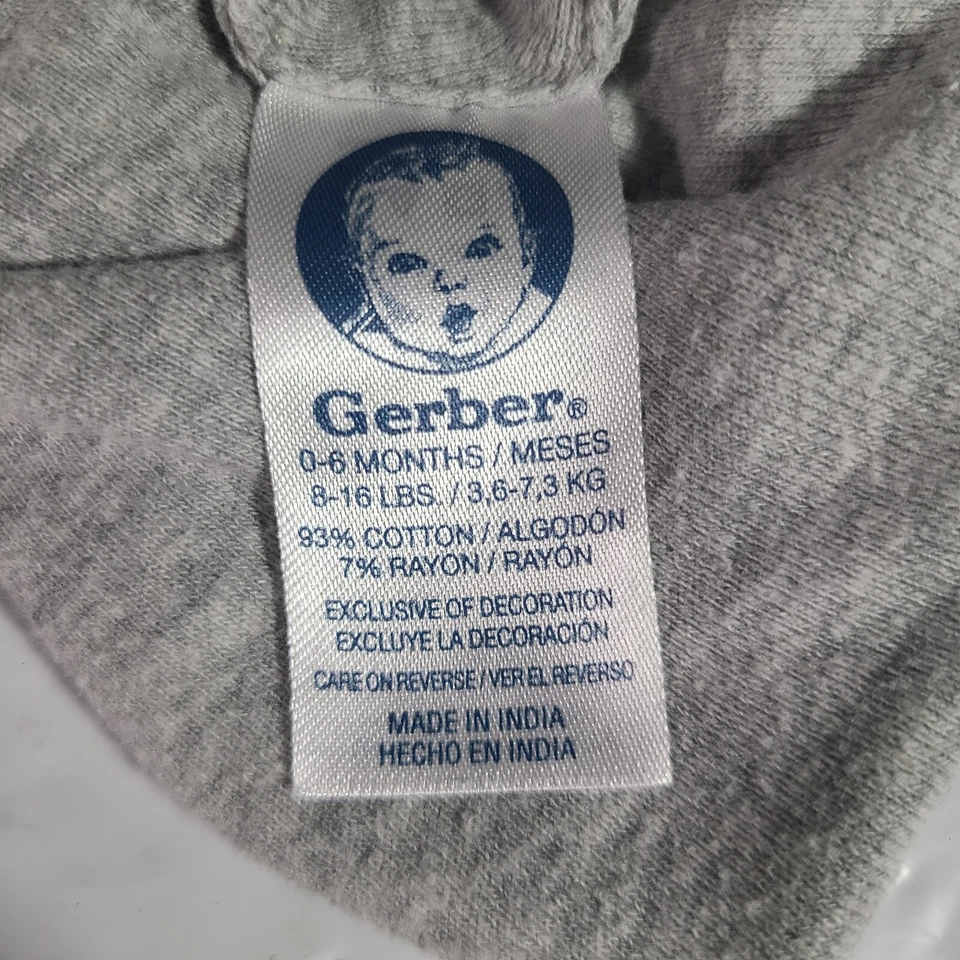 Gerber®
0-6 MONTHS / MESES
8-16 LBS. / 3,6-7,3 KG
93% COTTON / ALGODÓN
7% RAYON / RAYÓN
EXCLUSIVE OF DECORATION
EXCLUYE LA DECORACIÓN
CARE ON REVERSE / VER EL REVERSO
MADE IN INDIA
HECHO EN INDIA